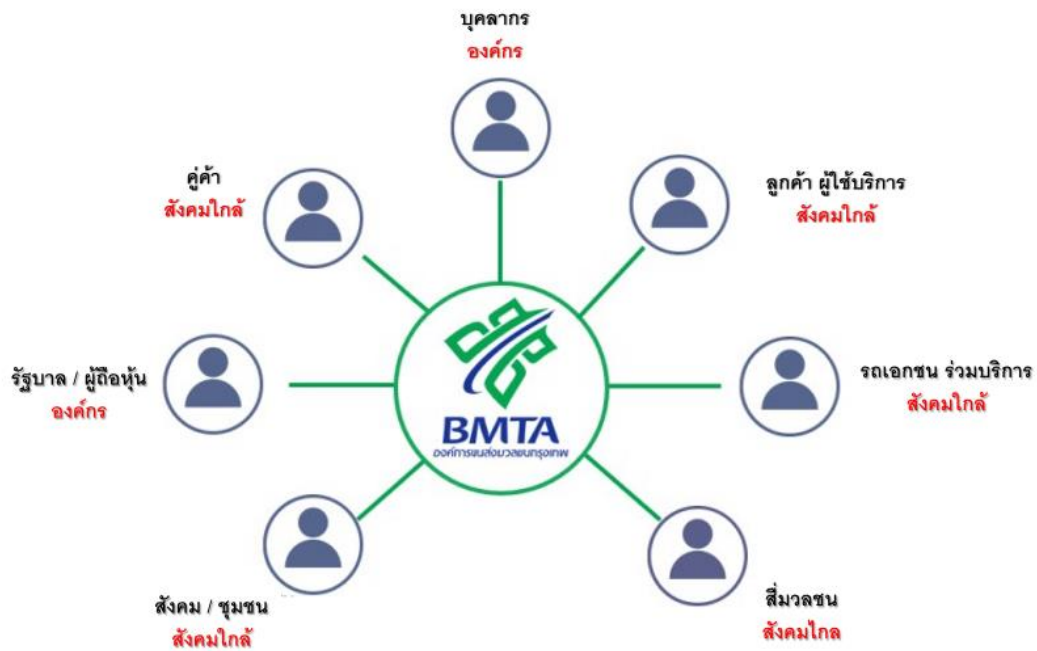 บุคลากร
องค์กร
คู่ค้า
สังคมใกล้
ลูกค้า ผู้ใช้บริการ
สังคมใกล้
รัฐบาล / ผู้ถือหุ้น
องค์กร
รถเอกชน ร่วมบริการ
สังคมใกล้
BMTA
องค์การขนส่งมวลชนกรุงเทพ
สังคม / ชุมชน
สังคมใกล้
สื่มวลชน
สังคมไกล